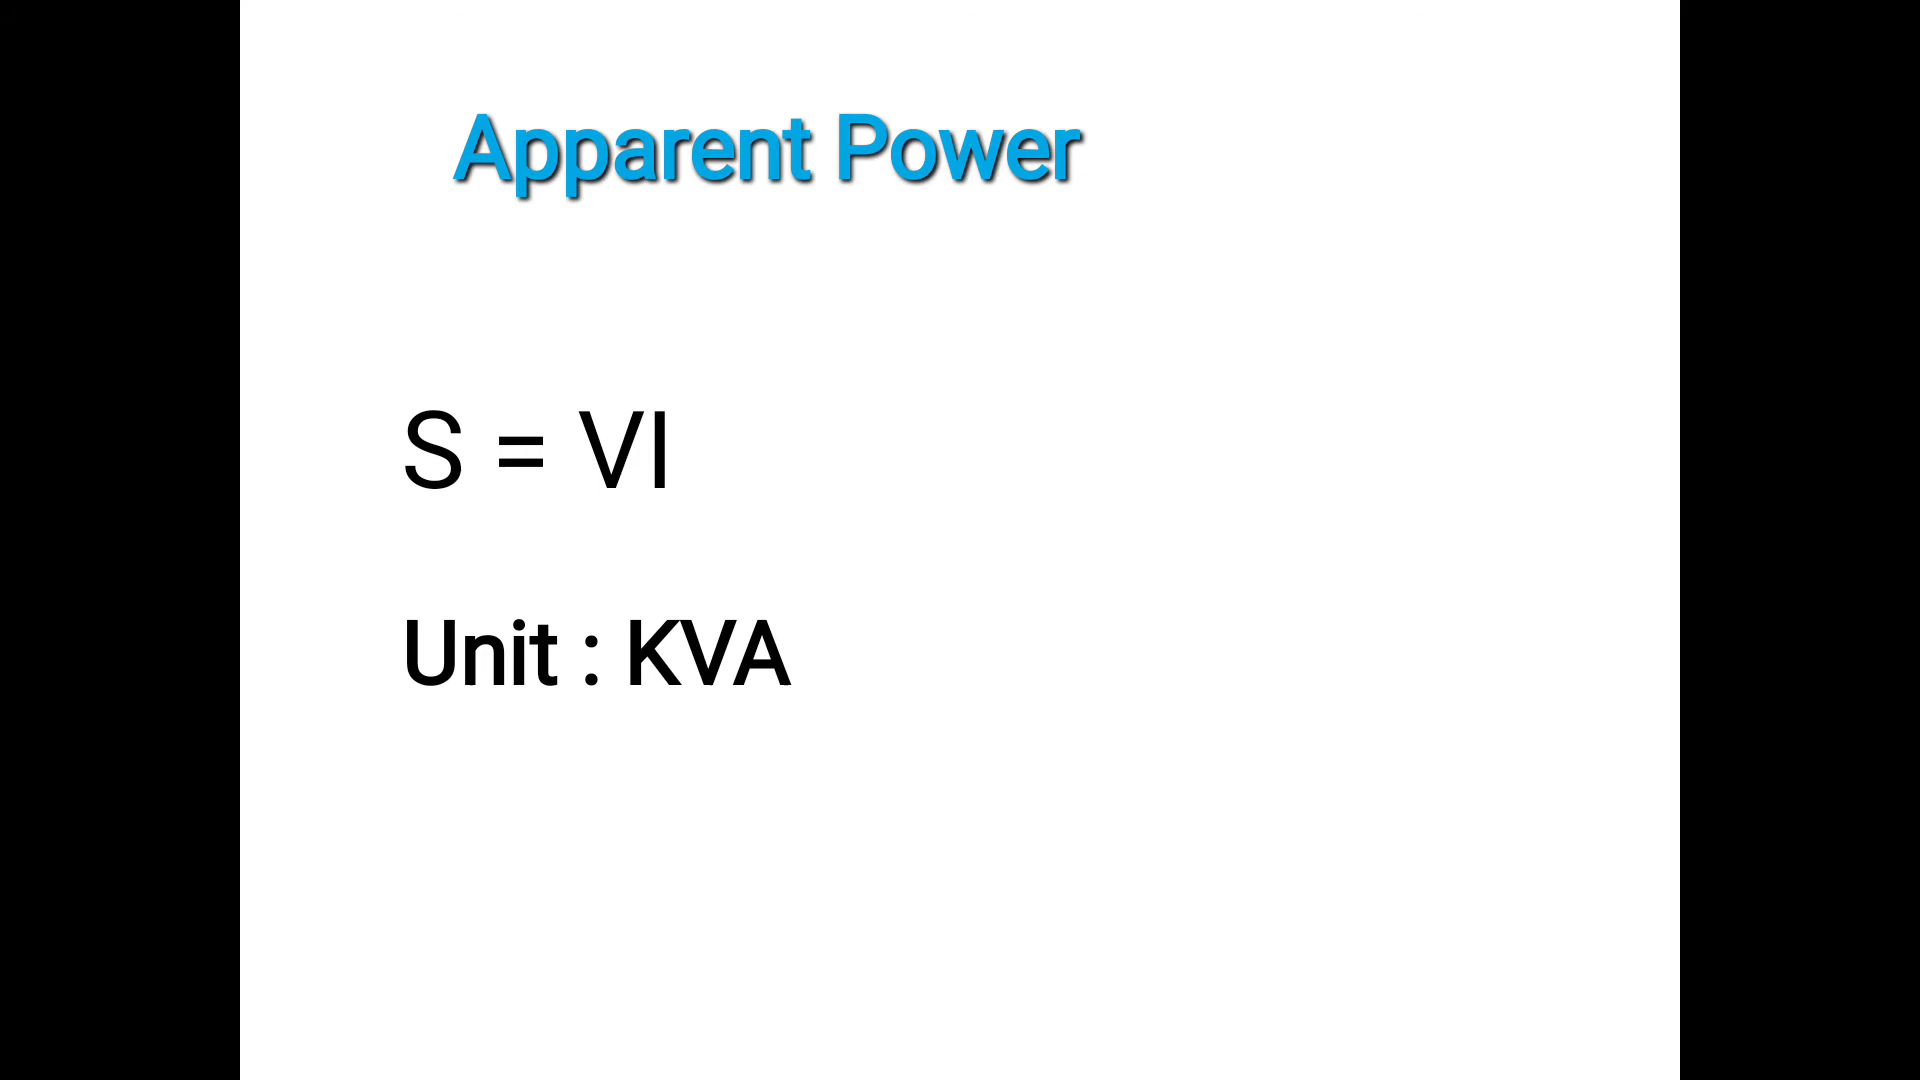 Apparent Power
S = VI
Unit : KVA